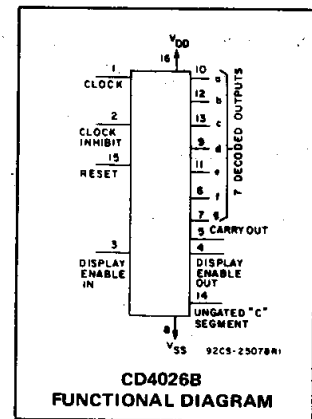 VDD
16
1
CLOCK
2
CLOCK
INHIBIT
15
RESET
3
DISPLAY
ENABLE
IN
10 a
12 b
13 c
9 d
11 e
6 f
7 g
7 DECODED OUTPUTS
5
CARRY OUT
4
DISPLAY
ENABLE
OUT
14
UNGATED "C"
SEGMENT
8
VSS
92CS-25078R1
CD4026B
FUNCTIONAL DIAGRAM